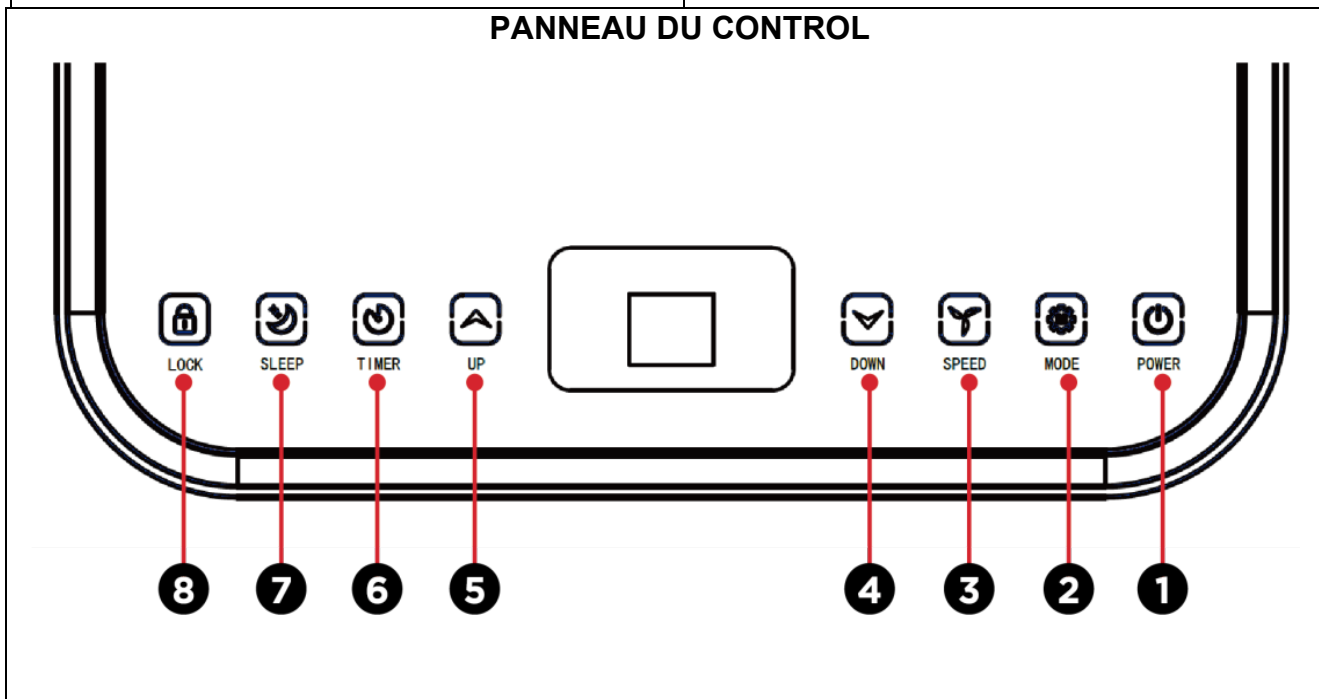 PANNEAU DU CONTROL
LOCK SLEEP TIMER UP DOWN SPEED MODE POWER
8 7 6 5 4 3 2 1